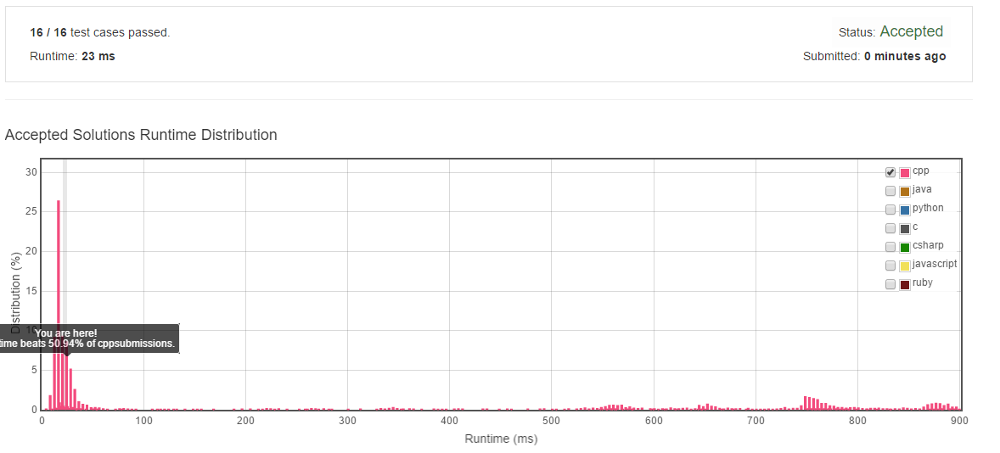 16 / 16 test cases passed.
Status: Accepted
Runtime: 23 ms
Submitted: 0 minutes ago
Accepted Solutions Runtime Distribution
30
25
20
15
10
5
0
Distribution (%)
You are here!
time beats 50.94% of cppsubmissions.
cpp
java
python
c
csharp
javascript
ruby
0 100 200 300 400 500 600 700 800 900
Runtime (ms)